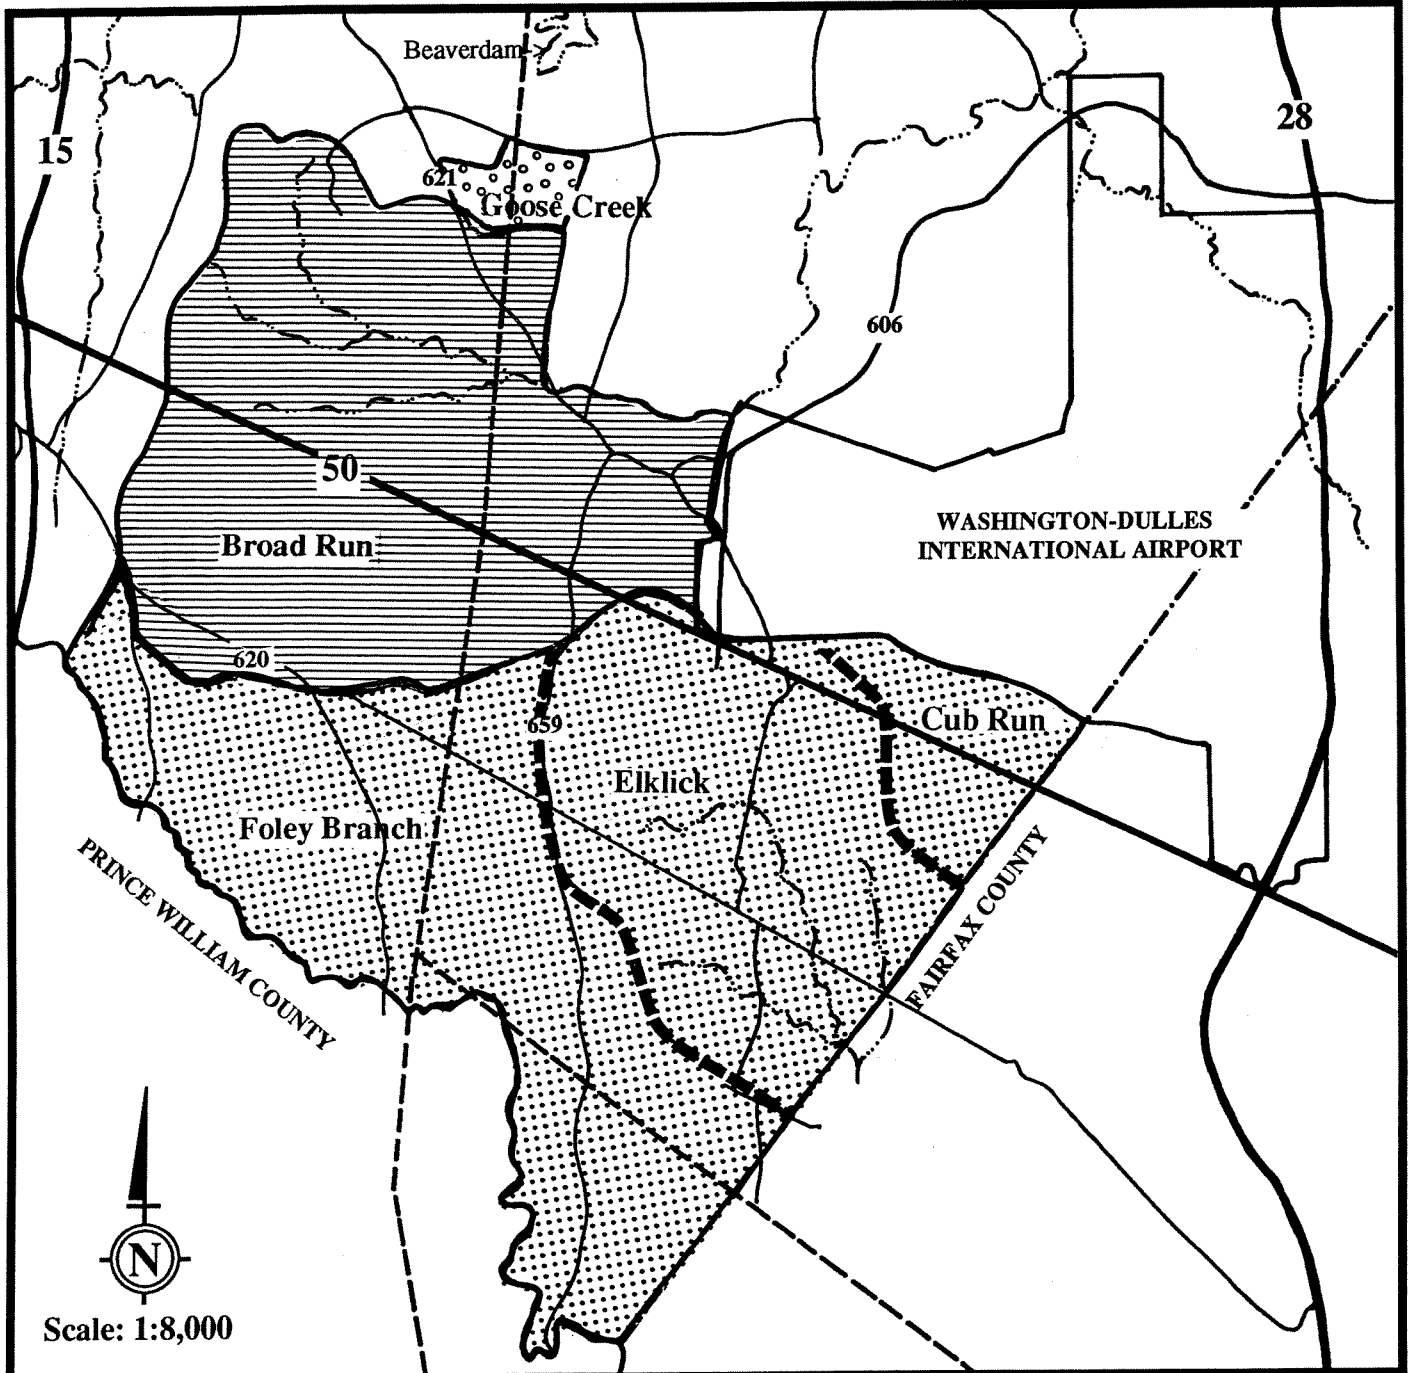 Beaverdam
15
28
621
Goose Creek
606
50
WASHINGTON-DULLES
INTERNATIONAL AIRPORT
Broad Run
620
659
Cub Run
Elklick
Foley Branch
PRINCE WILLIAM COUNTY
FAIRFAX COUNTY
N
Scale: 1:8,000